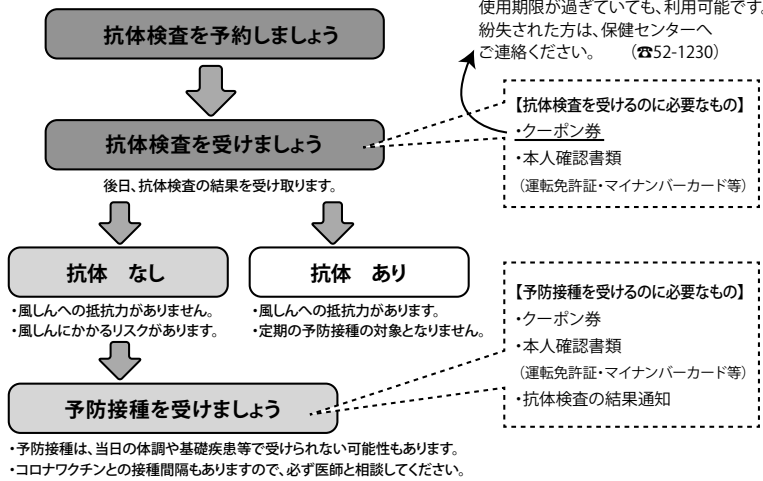 使用期限が過ぎていても、利用可能です。
紛失された方は、保健センターへ
ご連絡ください。 (☎52-1230)
抗体検査を予約しましょう
抗体検査を受けましょう
【抗体検査を受けるのに必要なもの】
・クーポン券
・本人確認書類
（運転免許証・マイナンバーカード等）
後日、抗体検査の結果を受け取ります。
抗体 なし
・風しんへの抵抗力がありません。
・風しんにかかるリスクがあります。
抗体 あり
・風しんへの抵抗力があります。
・定期の予防接種の対象となりません。
予防接種を受けましょう
【予防接種を受けるのに必要なもの】
・クーポン券
・本人確認書類
（運転免許証・マイナンバーカード等）
・抗体検査の結果通知
・予防接種は、当日の体調や基礎疾患等で受けられない可能性もあります。
・コロナワクチンとの接種間隔もありますので、必ず医師と相談してください。